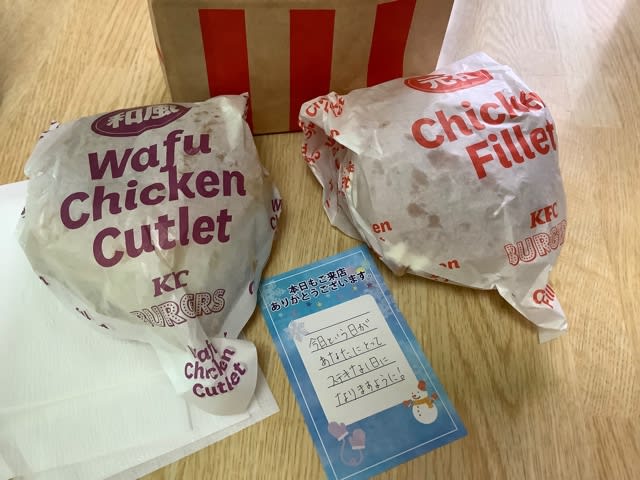 和風
Wafu
Chicken
Cutlet
KFC
BURGERS
Wafu
Chicken
Cutlet
Chicken
Fillet
KFC
BURGERS
本日もご来店
ありがとうございます。
今日という日が
あなたにとって
ステキな1日に
なりますように!